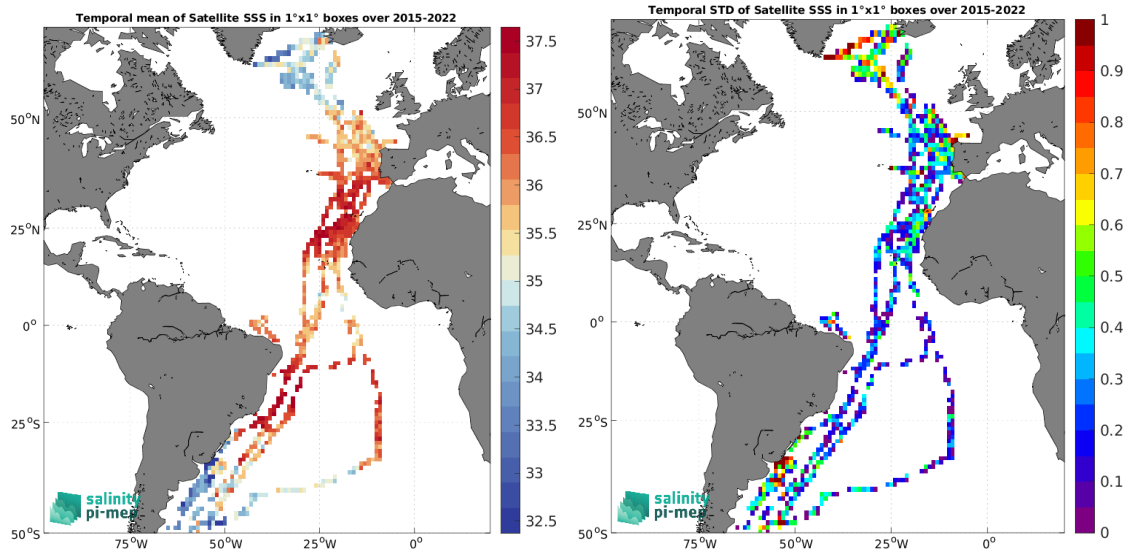 Temporal mean of Satellite SSS in 1°x1° boxes over 2015-2022
50°N
25°N
0°
25°S
50°S
75°W
50°W
25°W
0°
37.5
37
36.5
36
35.5
35
34.5
34
33.5
33
32.5
salinity
pi-mep
Temporal STD of Satellite SSS in 1°x1° boxes over 2015-2022
50°N
25°N
0°
25°S
50°S
75°W
50°W
25°W
0°
1
0.9
0.8
0.7
0.6
0.5
0.4
0.3
0.2
0.1
0
salinity
pi-mep